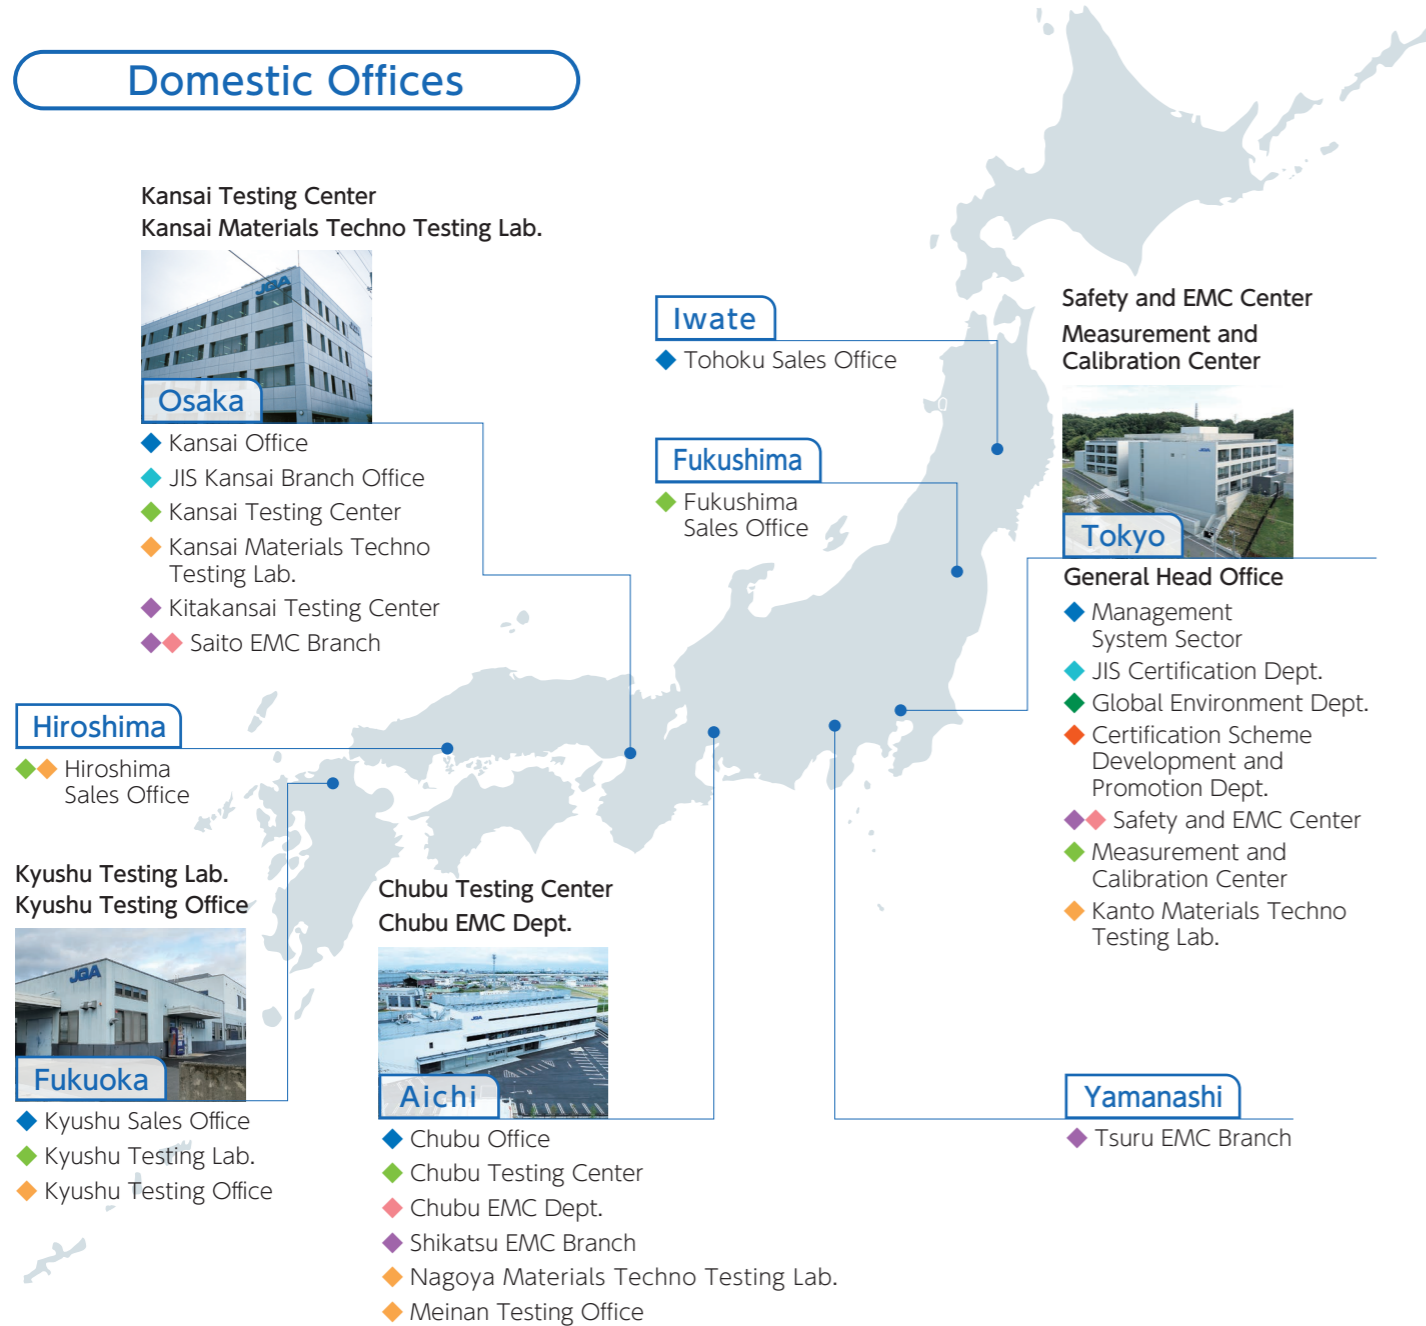 Domestic Offices
Kansai Testing Center
Kansai Materials Techno Testing Lab.
JQA
Osaka
Kansai Office
JIS Kansai Branch Office
Kansai Testing Center
Kansai Materials Techno
Testing Lab.
Kitakansai Testing Center
Saito EMC Branch
Iwate
Tohoku Sales Office
Fukushima
Fukushima
Sales Office
Safety and EMC Center
Measurement and
Calibration Center
JQA
Tokyo
General Head Office
Management
System Sector
JIS Certification Dept.
Global Environment Dept.
Certification Scheme
Development and
Promotion Dept.
Safety and EMC Center
Measurement and
Calibration Center
Kanto Materials Techno
Testing Lab.
Hiroshima
Hiroshima
Sales Office
Kyushu Testing Lab.
Kyushu Testing Office
JQA
Fukuoka
Kyushu Sales Office
Kyushu Testing Lab.
Kyushu Testing Office
Chubu Testing Center
Chubu EMC Dept.
JQA
Aichi
Chubu Office
Chubu Testing Center
Chubu EMC Dept.
Shikatsu EMC Branch
Nagoya Materials Techno Testing Lab.
Meinan Testing Office
Yamanashi
Tsuru EMC Branch